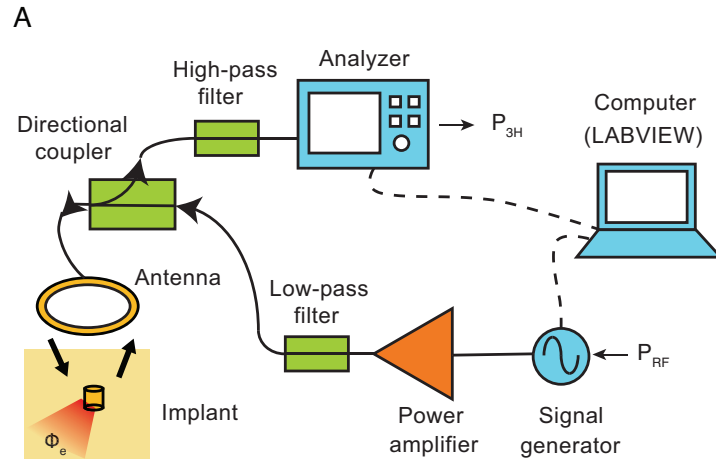 A
Analyzer
High-pass
filter
P3H
Computer
(LABVIEW)
Directional
coupler
Antenna
Low-pass
filter
PRF
Implant
Φe
Power
amplifier
Signal
generator